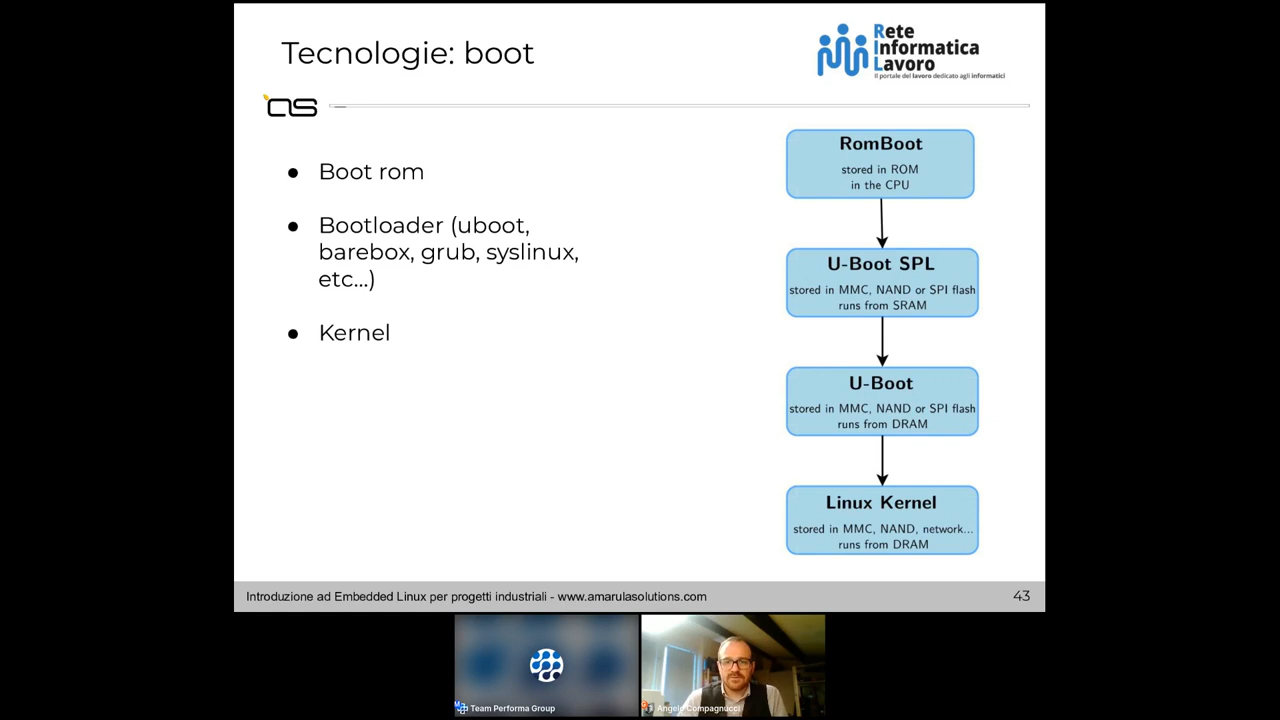 Tecnologie: boot
Rete
Informatica
Lavoro
Il portale del lavoro dedicato agli informatici
● Boot rom
● Bootloader (uboot,
barebox, grub, syslinux,
etc...)
● Kernel
RomBoot
stored in ROM
in the CPU
U-Boot SPL
stored in MMC, NAND or SPI flash
runs from SRAM
U-Boot
stored in MMC, NAND or SPI flash
runs from DRAM
Linux Kernel
stored in MMC, NAND, network...
runs from DRAM
Introduzione ad Embedded Linux per progetti industriali - www.amarulasolutions.com
43
Team Performa Group
Angelo Compagnucci